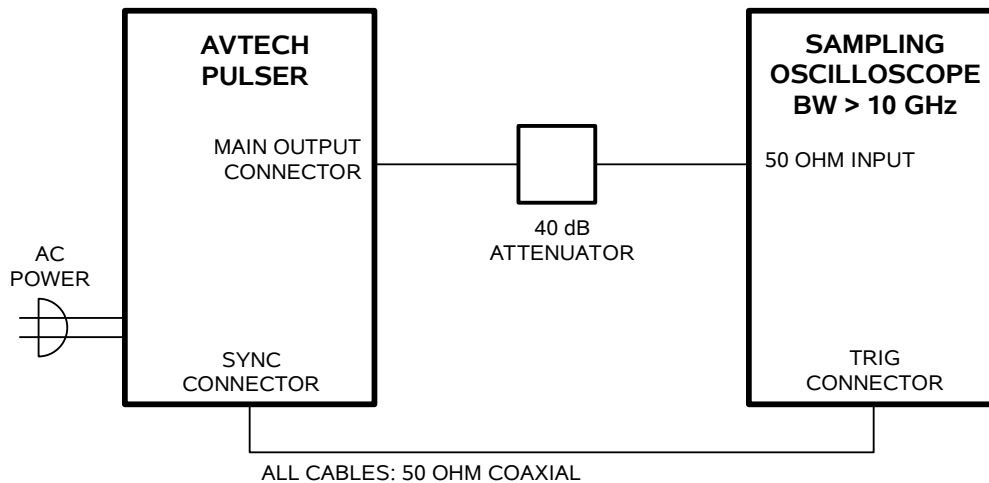 AVTECH
PULSER
MAIN OUTPUT
CONNECTOR
AC
POWER
SYNC
CONNECTOR
40 dB
ATTENUATOR
SAMPLING
OSCILLOSCOPE
BW > 10 GHz
50 OHM INPUT
TRIG
CONNECTOR
ALL CABLES: 50 OHM COAXIAL